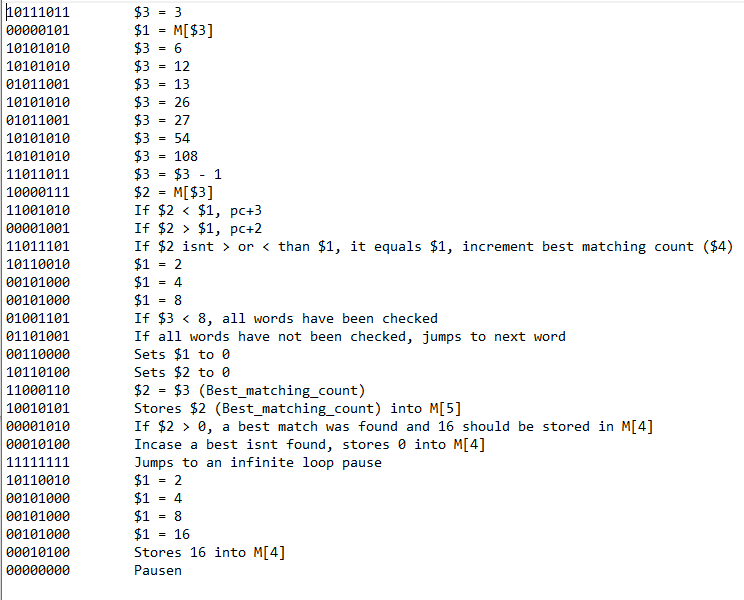 10111011 $3 = 3
00000101 $1 = M[$3]
10101010 $3 = 6
10101010 $3 = 12
01011001 $3 = 13
10101010 $3 = 26
01011001 $3 = 27
10101010 $3 = 54
10101010 $3 = 108
11011011 $3 = $3 - 1
10000111 $2 = M[$3]
11001010 If $2 < $1, pc+3
00001001 If $2 > $1, pc+2
11011101 If $2 isnt > or < than $1, it equals $1, increment best matching count ($4)
10110010 $1 = 2
00101000 $1 = 4
00101000 $1 = 8
01001101 If $3 < 8, all words have been checked
01101001 If all words have not been checked, jumps to next word
00110000 Sets $1 to 0
10110100 Sets $2 to 0
11000110 $2 = $3 (Best_matching_count)
10010101 Stores $2 (Best_matching_count) into M[5]
00001010 If $2 > 0, a best match was found and 16 should be stored in M[4]
00010100 Incase a best isnt found, stores 0 into M[4]
11111111 Jumps to an infinite loop pause
10110010 $1 = 2
00101000 $1 = 4
00101000 $1 = 8
00101000 $1 = 16
00010100 Stores 16 into M[4]
00000000 Pausen